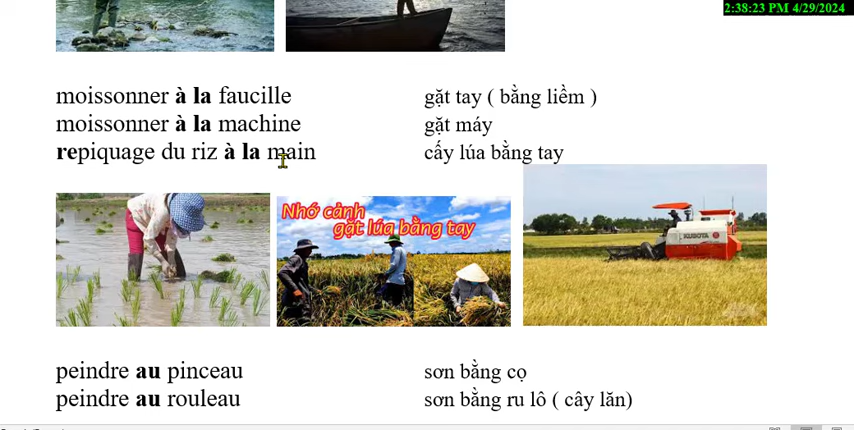 2:38:23 PM 4/29/2024
moissonner à la faucille gặt tay ( bằng liềm )
moissonner à la machine gặt máy
repiquage du riz à la main cấy lúa bằng tay
Nhớ cảnh
gặt lúa bằng tay
KUBOTA
peindre au pinceau sơn bằng cọ
peindre au rouleau sơn bằng ru lô ( cây lăn)